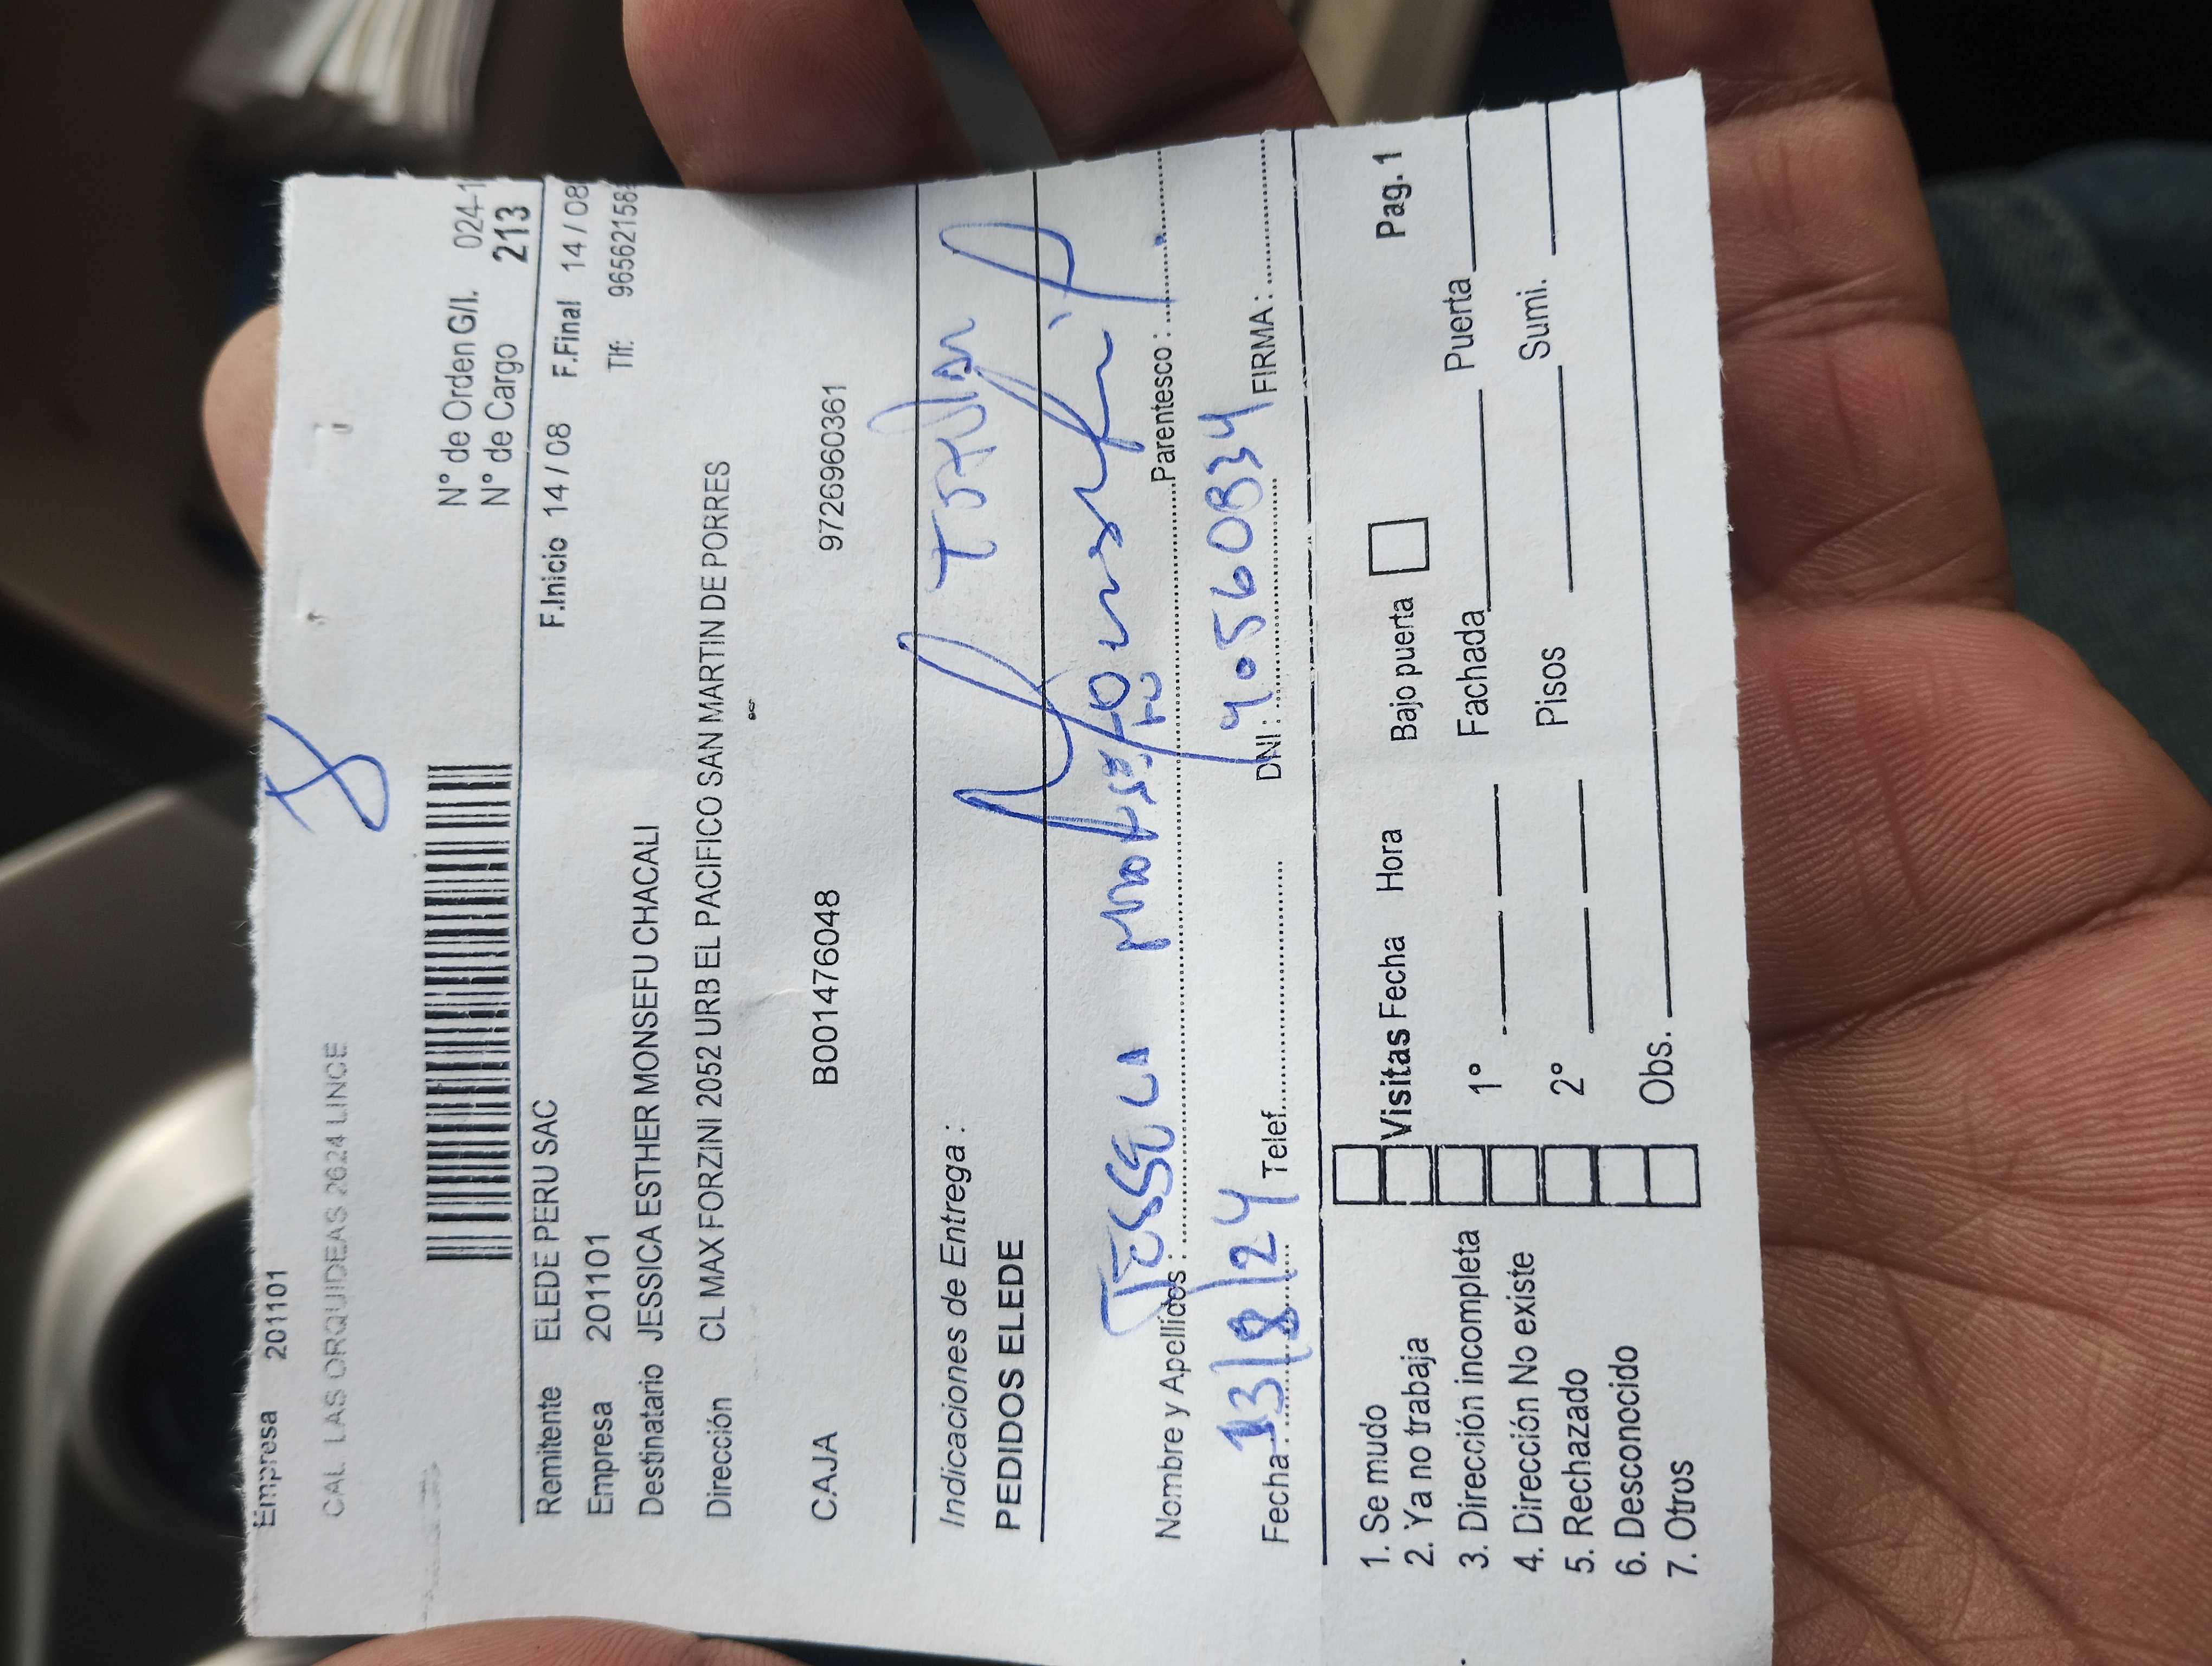 Empresa 201101
CAL. LAS ORQUIDEAS 2624 LINCE
N° de Orden G/I. 024-1
N° de Cargo 213
Remitente ELEDE PERU SAC F.Inicio 14 / 08 F.Final 14 / 08
Empresa 201101 Tlf: 96562158
Destinatario JESSICA ESTHER MONSEFU CHACALI
Dirección CL MAX FORZINI 2052 URB EL PACIFICO SAN MARTIN DE PORRES
CAJA B001476048 9726960361
Indicaciones de Entrega : Titular
PEDIDOS ELEDE
Nombre y Apellidos : Parentesco :
Fecha 13/8/24 Telef. DNI : 40560834 FIRMA:
1. Se mudo
2. Ya no trabaja
3. Dirección incompleta
4. Dirección No existe
5. Rechazado
6. Desconocido
7. Otros
Visitas Fecha Hora Bajo puerta Pag. 1
1° Fachada Puerta
2° Pisos Sumi.
Obs.